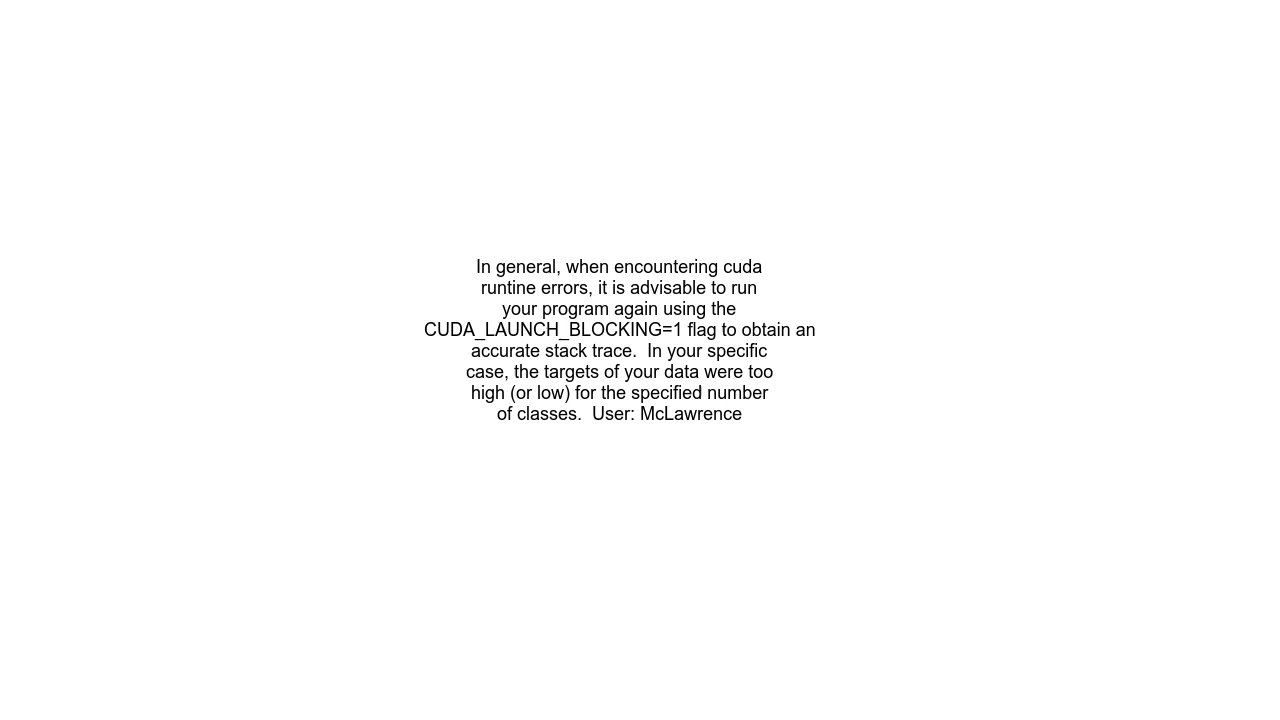 In general, when encountering cuda
runtine errors, it is advisable to run
your program again using the
CUDA_LAUNCH_BLOCKING=1 flag to obtain an
accurate stack trace.  In your specific
case, the targets of your data were too
high (or low) for the specified number
of classes.  User: McLawrence